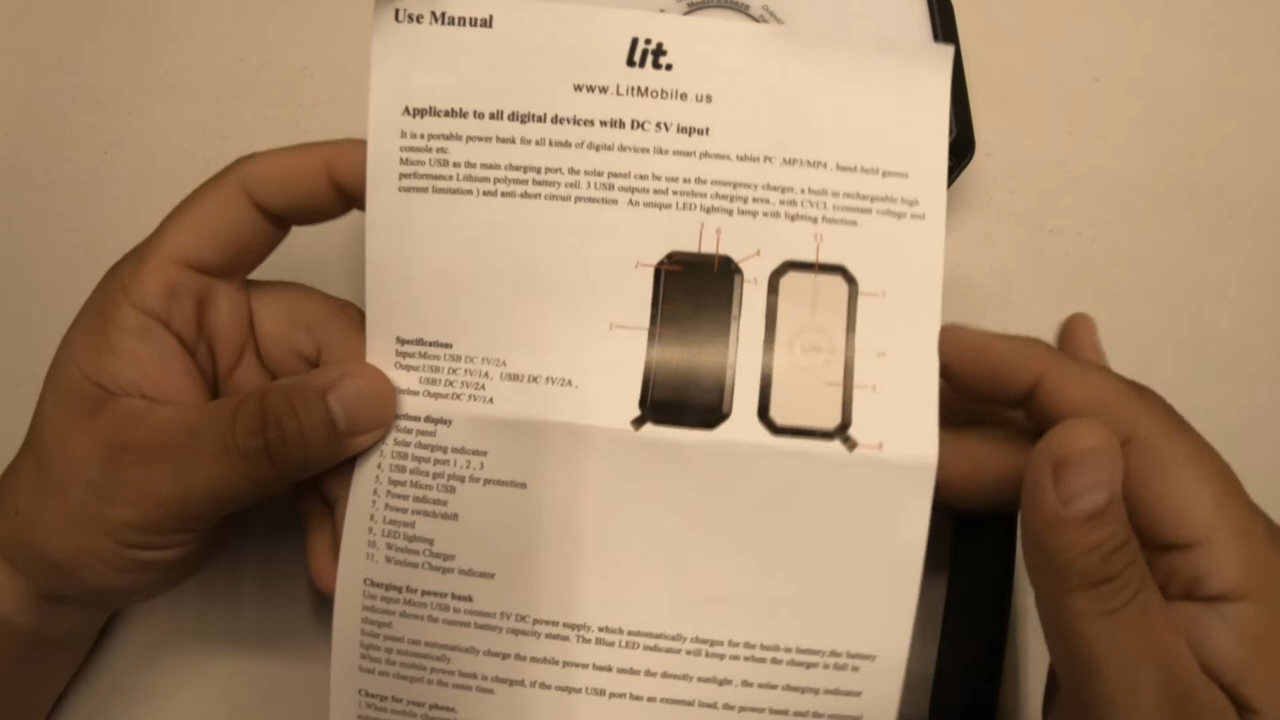 Model:
Use Manual
lit.
www.LitMobile.us
Applicable to all digital devices with DC 5V input
It is a portable power bank for all kinds of digital devices like smart phones, tablet PC ,MP3/MP4 , hand-held games
console etc.
Micro USB as the main charging port, the solar panel can be use as the emergency charger, a built-in rechargeable high
performance Lithium polymer battery cell. 3 USB outputs and wireless charging area., with CVCL (constant voltage and
current limitation ) and anti-short circuit protection An unique LED lighting lamp with lighting function .
6
11
Specifications
Input:Micro USB DC 5V/2A
Output:USB1 DC 5V/1A, USB2 DC 5V/2A ,
USB3 DC 5V/2A
Output:DC 5V/1A
display
Solar panel
Solar charging indicator
3, USB Input port 1 , 2 , 3
4, USB silica gel plug for protection
5, Input Micro USB
6, Power indicator
7, Power switch/shift
8, Lanyard
9, LED lighting
10, Wireless Charger
11, Wireless Charger indicator
Charging for power bank
Use input Micro USB to connect 5V DC power supply, which automatically charges for the built-in battery,the battery
indicator shows the current battery capacity status. The Blue LED indicator will keep on when the charger is full in
charged.
Solar panel can automatically charge the mobile power bank under the directly sunlight , the solar charging indicator
lights up automatically.
When the mobile power bank is charged, if the output USB port has an external load, the power bank and the external
load are charged at the same time.
Charge for your phone.
1.When mobile